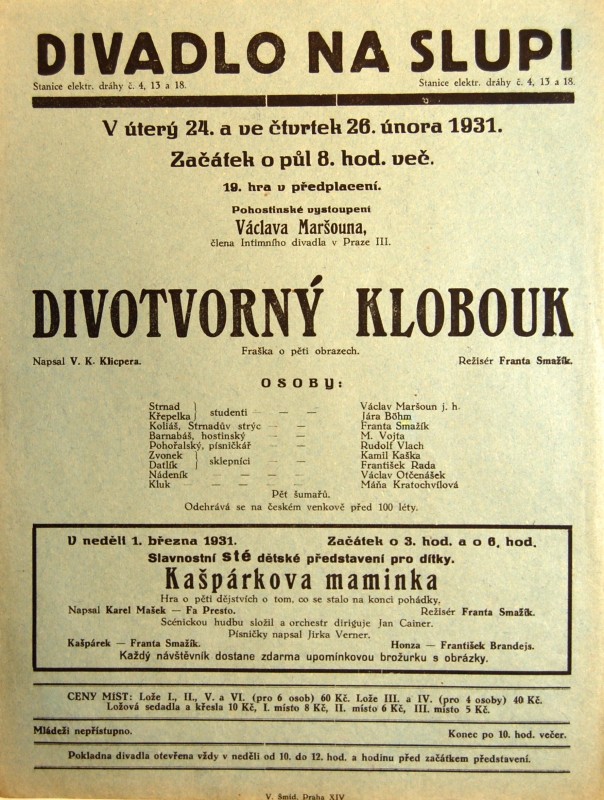 DIVADLO NA SLUPI
Stanice elektr. dráhy č. 4, 13 a 18.
Stanice elektr. dráhy č. 4, 13 a 18.
V úterý 24. a ve čtvrtek 26. února 1931.
Začátek o půl 8. hod. več.
19. hra v předplacení.
Pohostinské vystoupení
Václava Maršouna,
člena Intimního divadla v Praze III.
DIVOTVORNÝ KLOBOUK
Fraška o pěti obrazech.
Napsal V. K. Klicpera.
Režisér Franta Smažík.
OSOBY:
Strnad } studenti — — — Václav Maršoun j. h.
Křepelka } Jára Böhm
Koliáš, Strnadův strýc — — Franta Smažík
Barnabáš, hostinský — — M. Vojta
Pohořalský, písničkář — — Rudolf Vlach
Zvonek } sklepníci — — Kamil Kaška
Datlík } František Rada
Nádeník — — — — Václav Otčenášek
Kluk — — — — Máňa Kratochvílová
Pět šumařů.
Odehrává se na českém venkově před 100 léty.
V neděli 1. března 1931. Začátek o 3. hod. a o 6. hod.
Slavnostní sté dětské představení pro dítky.
Kašpárkova maminka
Hra o pěti dějstvích o tom, co se stalo na konci pohádky.
Napsal Karel Mašek — Fa Presto. Režisér Franta Smažík.
Scénickou hudbu složil a orchestr diriguje Jan Cainer.
Písničky napsal Jirka Verner.
Kašpárek — Franta Smažík. Honza — František Brandejs.
Každý návštěvník dostane zdarma upomínkovou brožurku s obrázky.
CENY MÍST: Lože I., II., V. a VI. (pro 6 osob) 60 Kč. Lože III. a IV. (pro 4 osoby) 40 Kč.
Ložová sedadla a křesla 10 Kč, I. místo 8 Kč, II. místo 6 Kč, III. místo 5 Kč.
Mládeži nepřístupno. Konec po 10. hod. večer.
Pokladna divadla otevřena vždy v neděli od 10. do 12. hod. a hodinu před začátkem představení.
V. Šmíd, Praha XIV